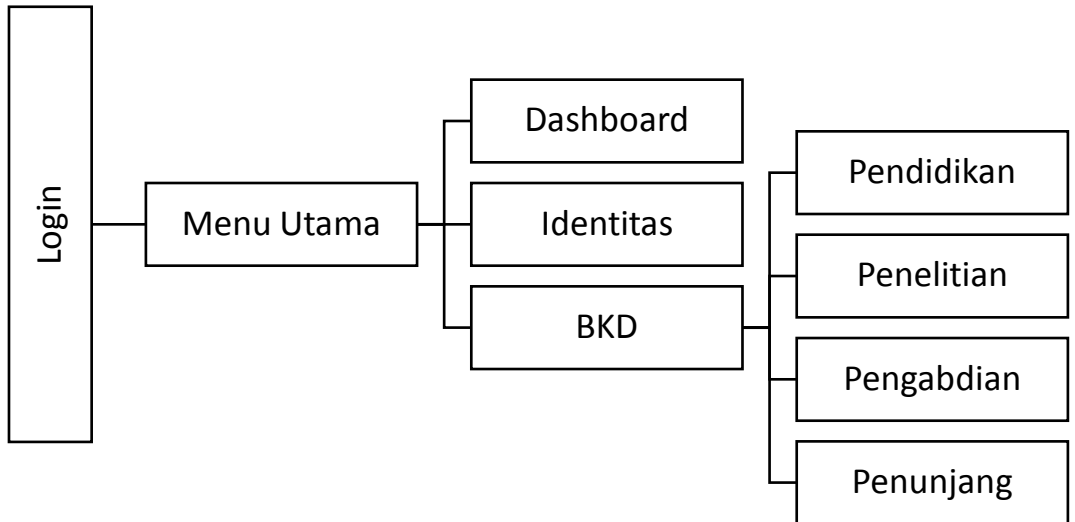 Login
Menu Utama
Dashboard
Identitas
BKD
Pendidikan
Penelitian
Pengabdian
Penunjang